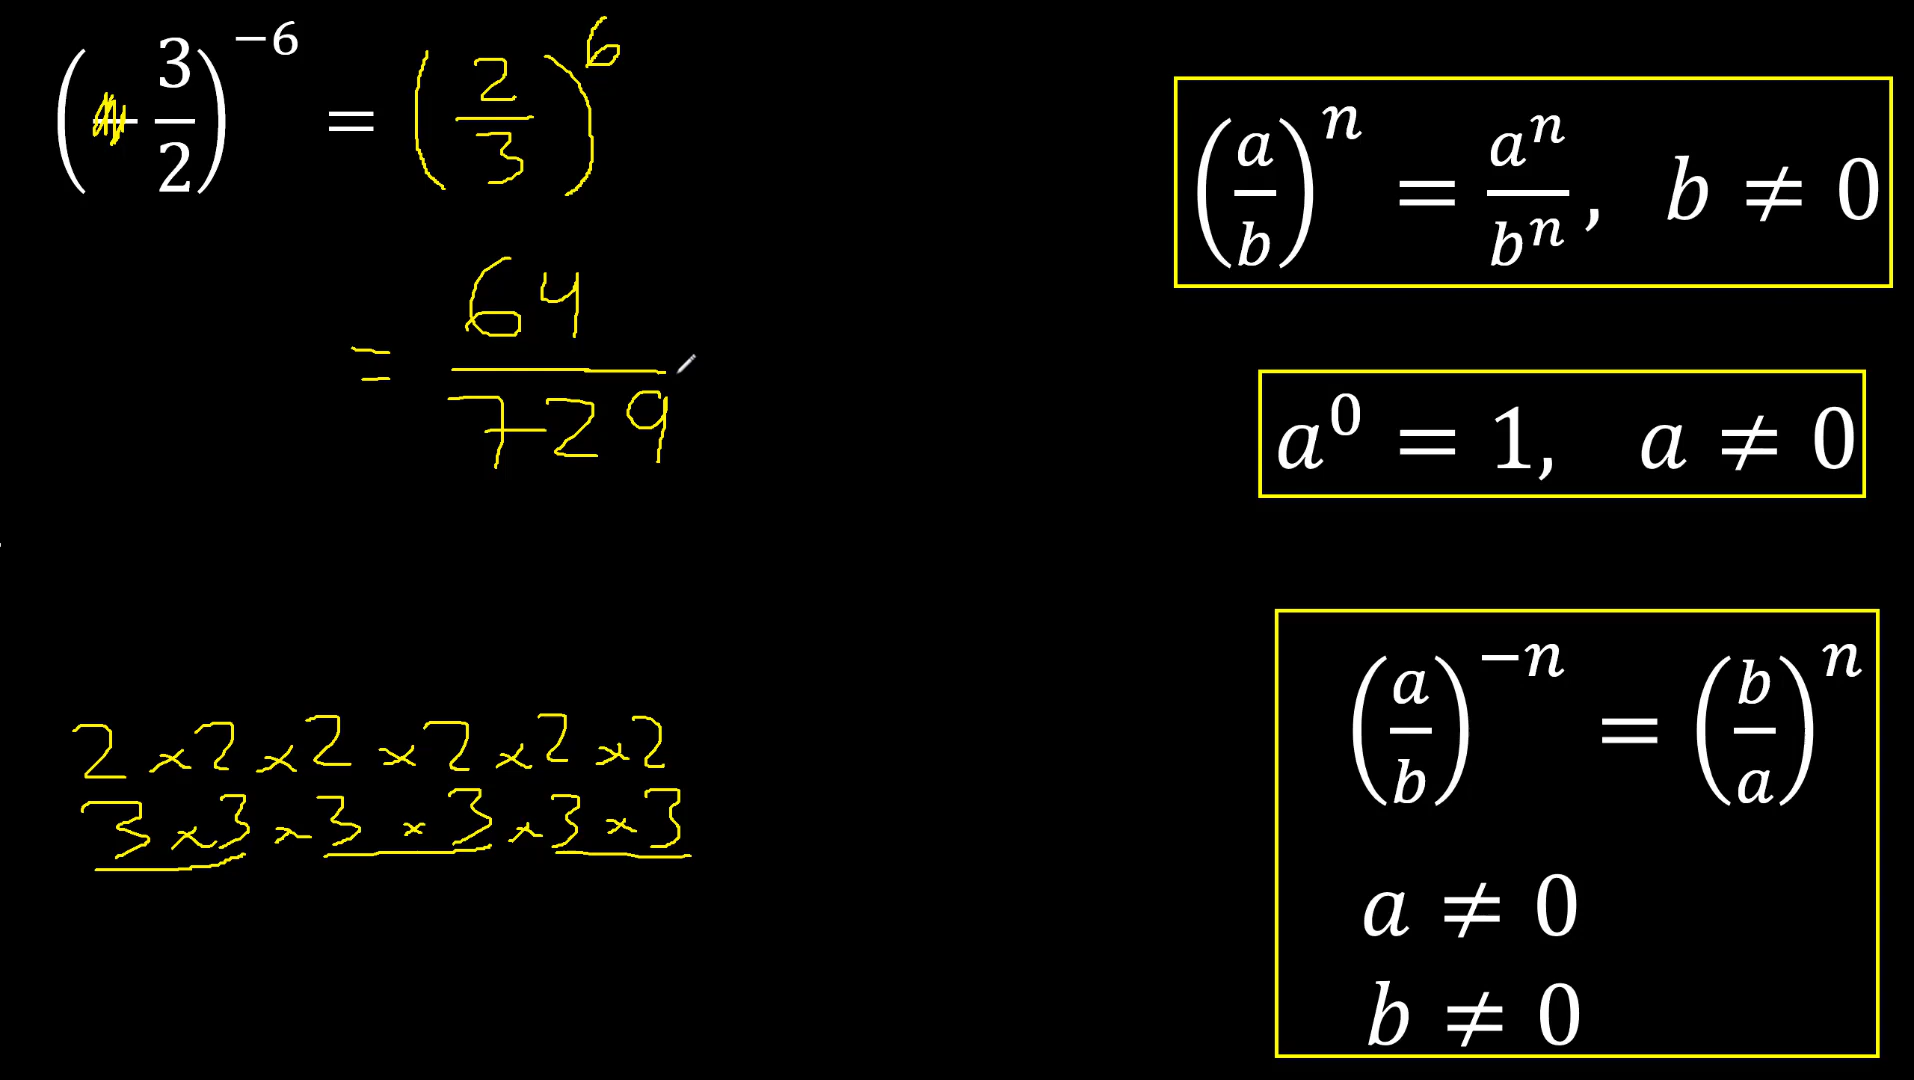 (-3/2)^-6 = (2/3)^6
= 64/729
2 × 2 × 2 × 2 × 2 × 2
3 × 3 × 3 × 3 × 3 × 3
(a/b)^n = a^n/b^n, b ≠ 0
a^0 = 1, a ≠ 0
(a/b)^-n = (b/a)^n
a ≠ 0
b ≠ 0